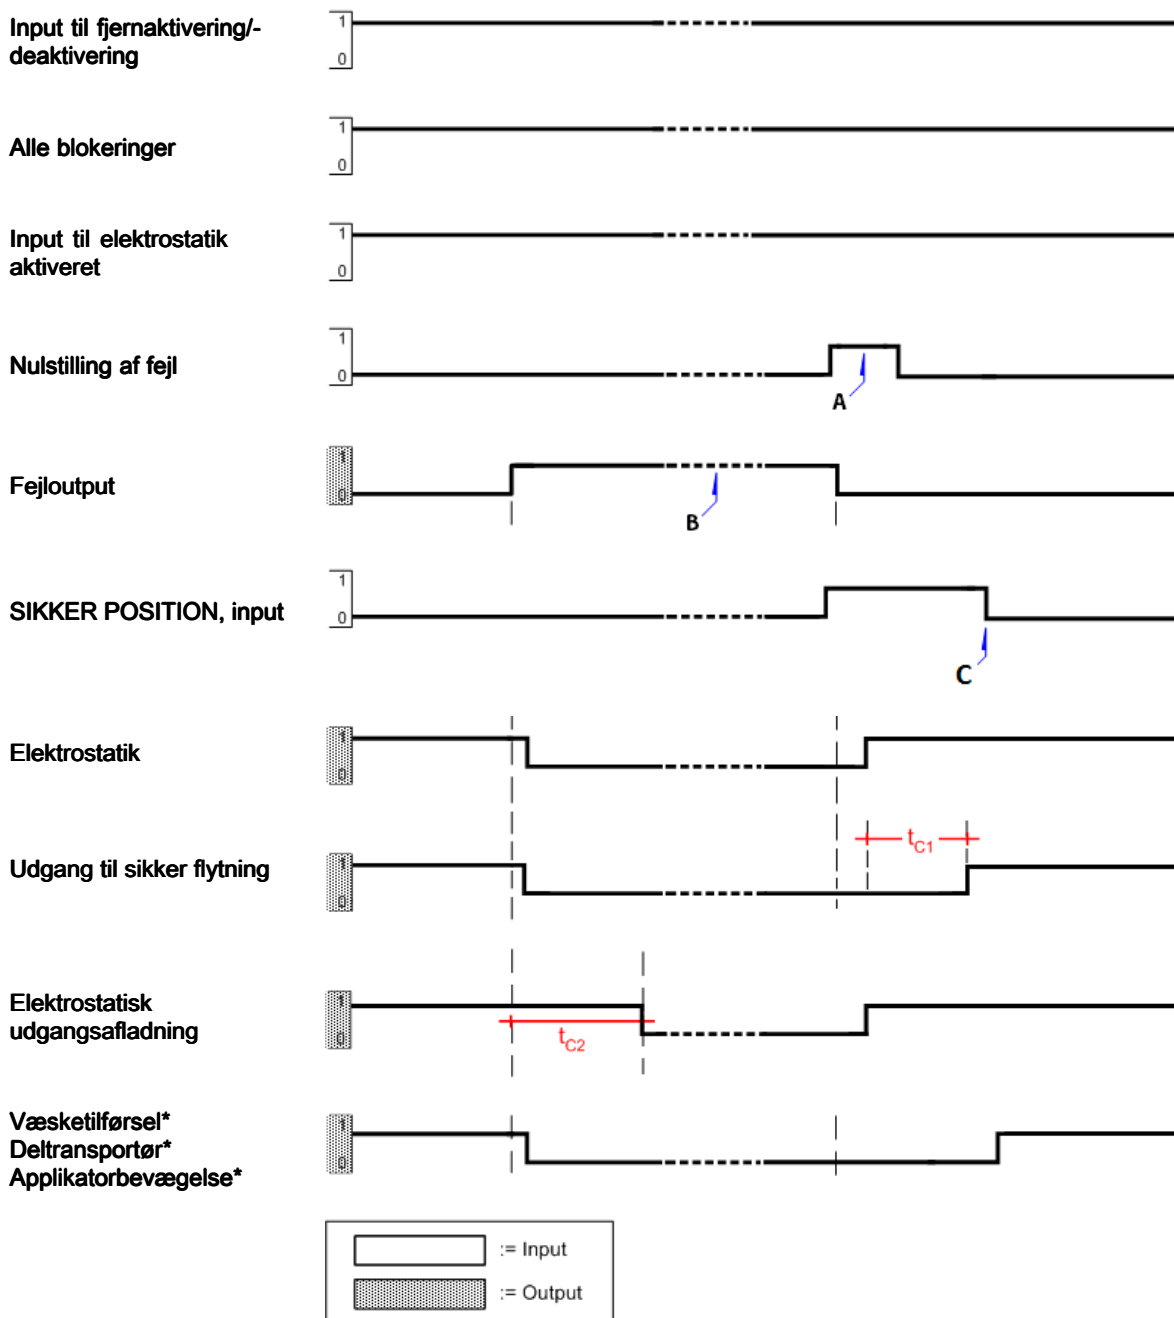 Input til fjernaktivering/-
deaktivering
1
0
Alle blokeringer
1
0
Input til elektrostatik
aktiveret
1
0
Nulstilling af fejl
1
0
A
Fejloutput
1
0
B
SIKKER POSITION, input
1
0
C
Elektrostatik
1
0
Udgang til sikker flytning
1
0
tC1
Elektrostatisk
udgangsafladning
1
0
tC2
Væsketilførsel*
Deltransportør*
Applikatorbevægelse*
1
0
:= Input
:= Output